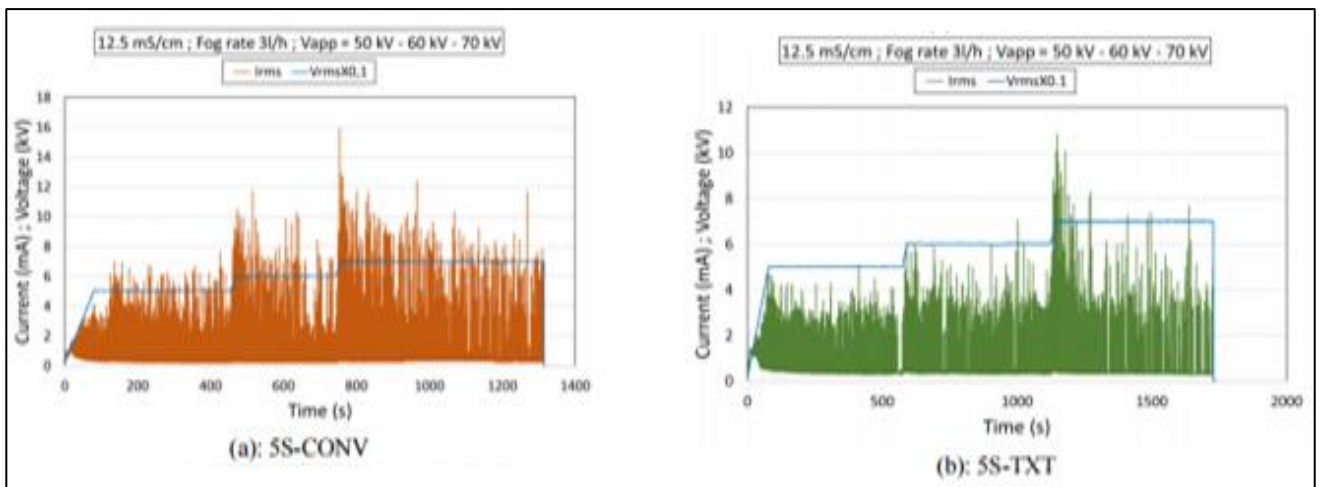 12.5 mS/cm ; Fog rate 3l/h ; Vapp = 50 kV - 60 kV - 70 kV
Irms VrmsX0.1
18
16
14
12
10
8
6
4
2
0
Current (mA) ; Voltage (kV)
0 200 400 600 800 1000 1200 1400
Time (s)
(a): 5S-CONV
12.5 mS/cm ; Fog rate 3l/h ; Vapp = 50 kV - 60 kV - 70 kV
Irms VrmsX0.1
12
10
8
6
4
2
0
Current (mA) ; Voltage (kV)
0 500 1000 1500 2000
Time (s)
(b): 5S-TXT